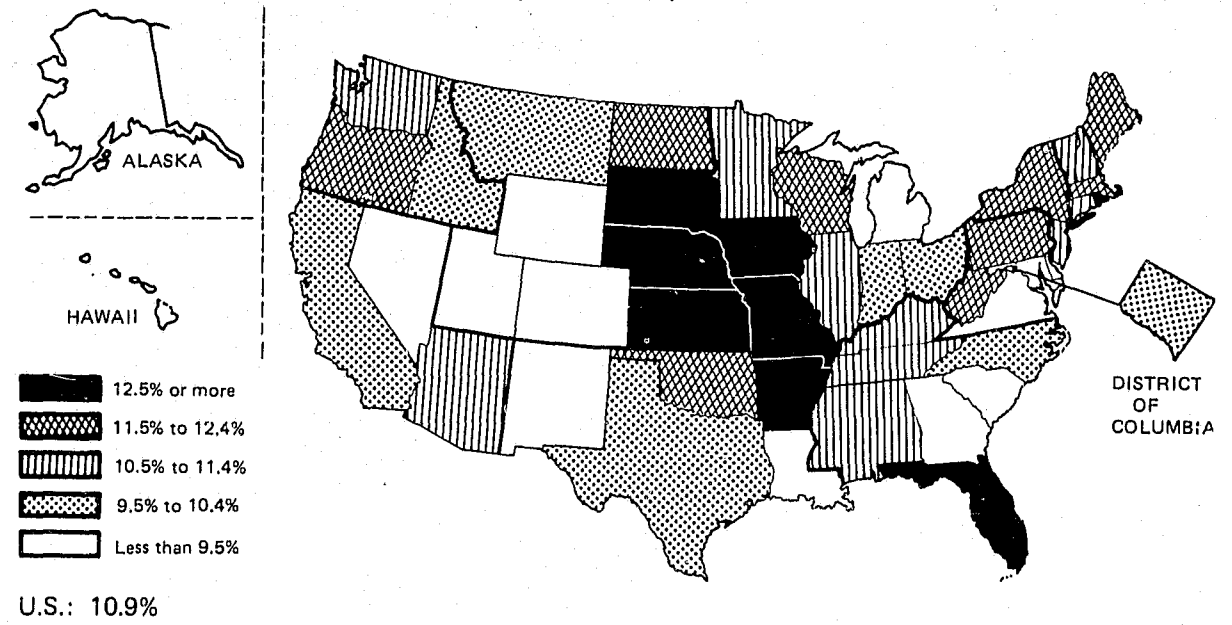 ALASKA
HAWAII
12.5% or more
11.5% to 12.4%
10.5% to 11.4%
9.5% to 10.4%
Less than 9.5%
U.S.: 10.9%
DISTRICT
OF
COLUMBIA